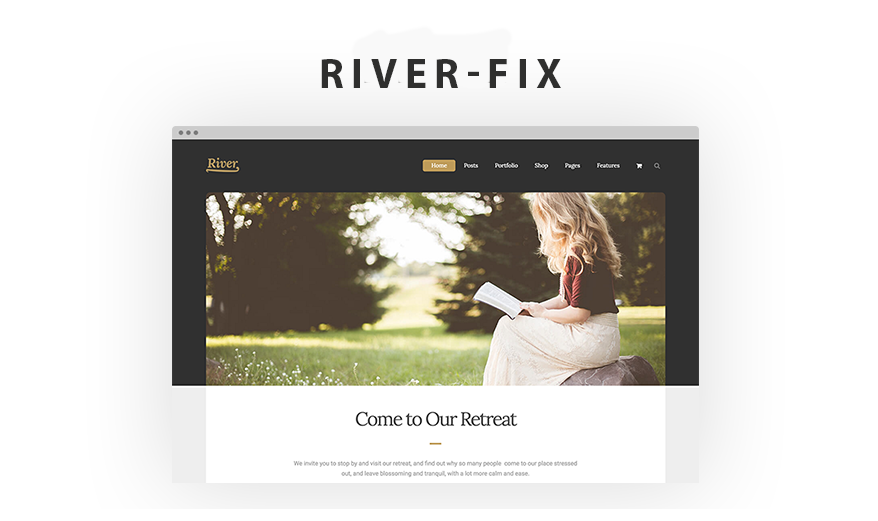 RIVER-FIX
River.
Home Posts Portfolio Shop Pages Features
Come to Our Retreat
We invite you to stop by and visit our retreat, and find out why so many people come to our place stressed
out, and leave blossoming and tranquil, with a lot more calm and ease.